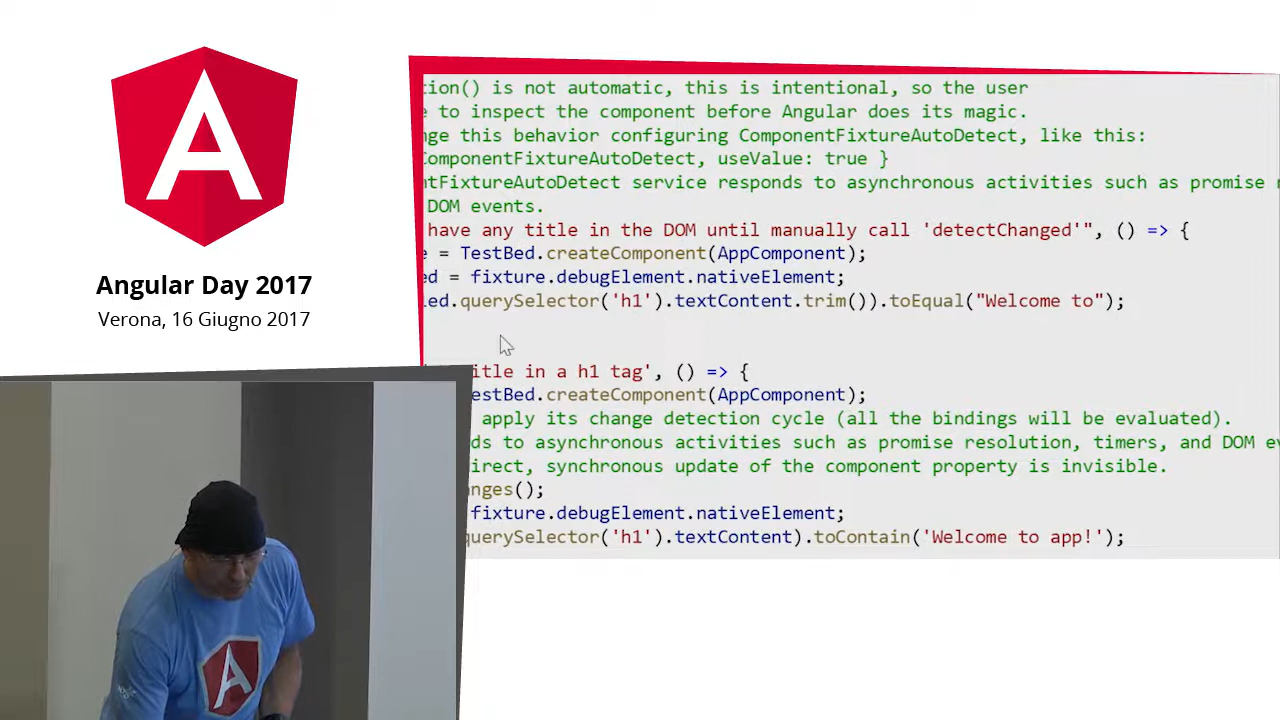 A
Angular Day 2017
Verona, 16 Giugno 2017
tion() is not automatic, this is intentional, so the user
e to inspect the component before Angular does its magic.
nge this behavior configuring ComponentFixtureAutoDetect, like this:
ComponentFixtureAutoDetect, useValue: true }
ntFixtureAutoDetect service responds to asynchronous activities such as promise
DOM events.
have any title in the DOM until manually call 'detectChanged'", () => {
e = TestBed.createComponent(AppComponent);
ed = fixture.debugElement.nativeElement;
led.querySelector('h1').textContent.trim()).toEqual("Welcome to");
itle in a h1 tag', () => {
estBed.createComponent(AppComponent);
apply its change detection cycle (all the bindings will be evaluated).
ds to asynchronous activities such as promise resolution, timers, and DOM ev
irect, synchronous update of the component property is invisible.
nges();
fixture.debugElement.nativeElement;
querySelector('h1').textContent).toContain('Welcome to app!');
A